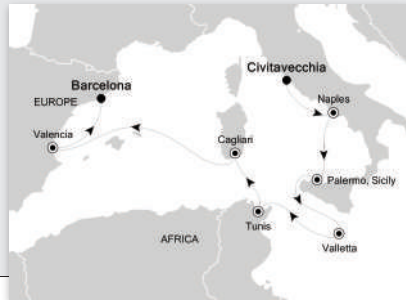 Civitavecchia
Barcelona
Naples
EUROPE
Valencia
Cagliari
Palermo, Sicily
Tunis
AFRICA
Valletta